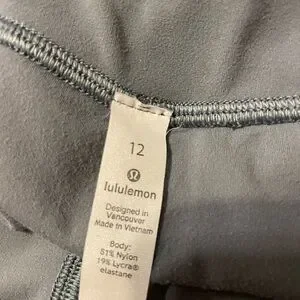 12
lululemon
Designed in
Vancouver
Made in Vietnam
Body:
81% Nylon
19% Lycra®
elastane